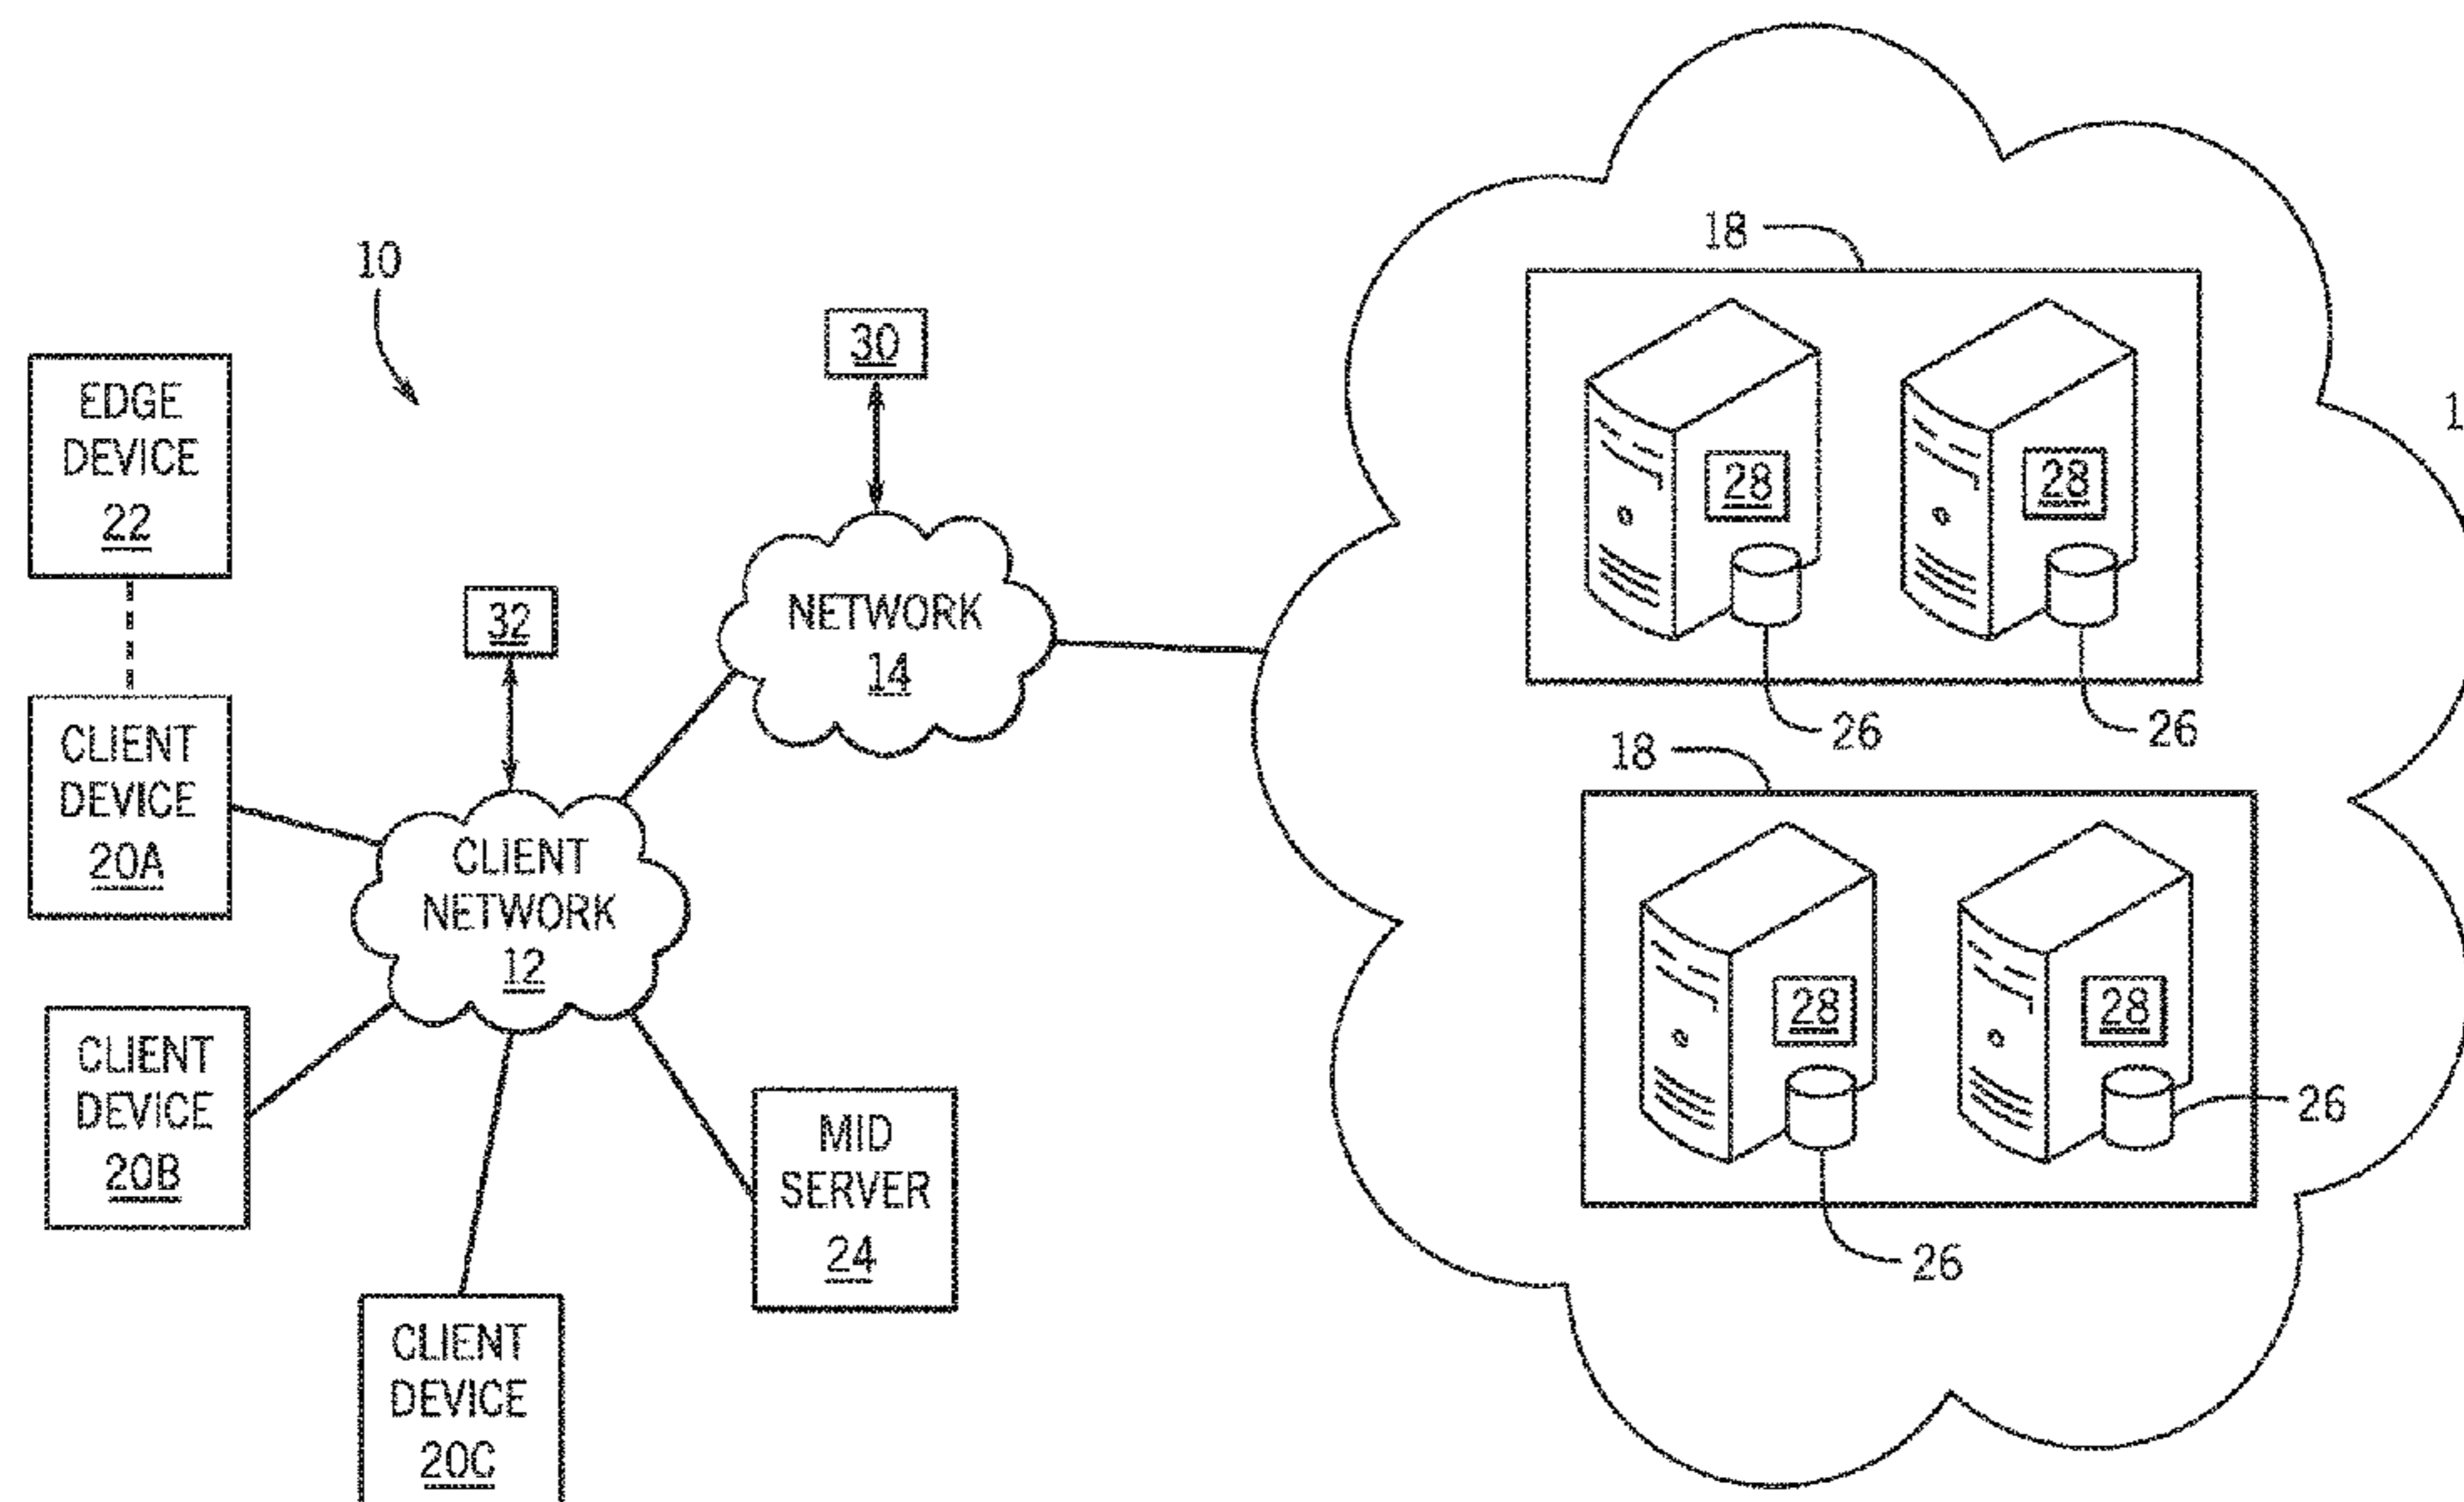 10
EDGE
DEVICE
22
CLIENT
DEVICE
20A
CLIENT
DEVICE
20B
CLIENT
DEVICE
20C
32
CLIENT
NETWORK
12
30
NETWORK
14
MID
SERVER
24
18
28
28
26
26
18
28
28
26
26